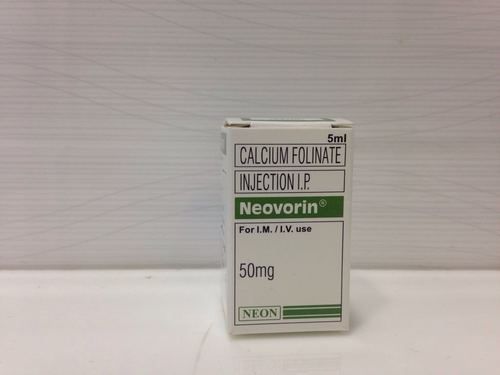 5ml
CALCIUM FOLINATE
INJECTION I.P.
Neovorin®
For I.M. / I.V. use
50mg
NEON